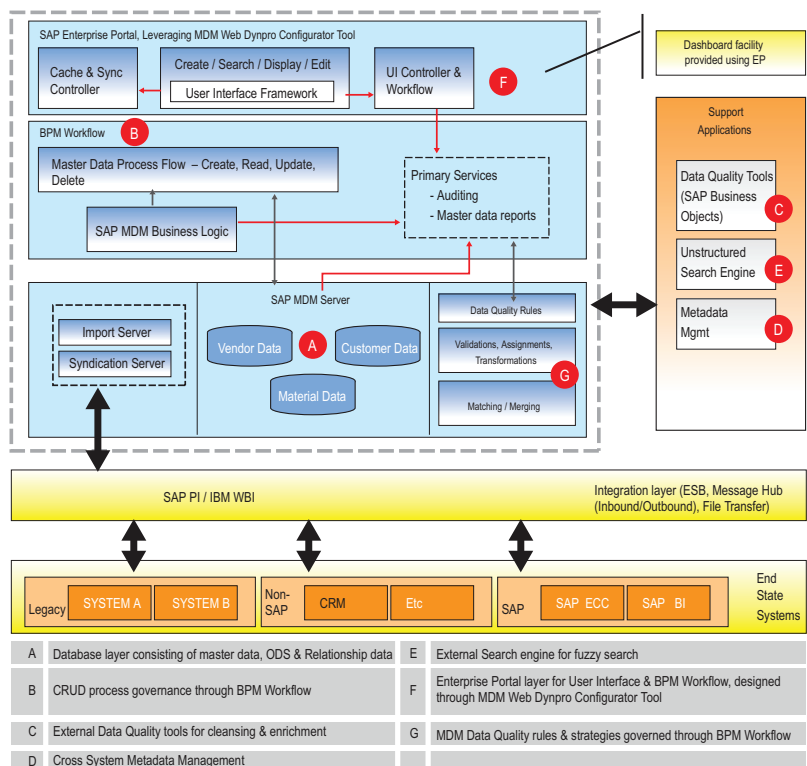 SAP Enterprise Portal, Leveraging MDM Web Dynpro Configurator Tool
Cache & Sync
Controller
Create / Search / Display / Edit
User Interface Framework
UI Controller &
Workflow
F
Dashboard facility
provided using EP
BPM Workflow
B
Master Data Process Flow – Create, Read, Update,
Delete
SAP MDM Business Logic
Primary Services
- Auditing
- Master data reports
Support
Applications
Data Quality Tools
(SAP Business
Objects)
C
Unstructured
Search Engine
E
Metadata
Mgmt
D
Import Server
Syndication Server
SAP MDM Server
Vendor Data
A
Customer Data
Material Data
Data Quality Rules
Validations, Assignments,
Transformations
G
Matching / Merging
SAP PI / IBM WBI
Integration layer (ESB, Message Hub
(Inbound/Outbound), File Transfer)
Legacy
SYSTEM A
SYSTEM B
Non-
SAP
CRM
Etc
SAP
SAP ECC
SAP BI
End
State
Systems
A Database layer consisting of master data, ODS & Relationship data
E External Search engine for fuzzy search
B CRUD process governance through BPM Workflow
F Enterprise Portal layer for User Interface & BPM Workflow, designed
through MDM Web Dynpro Configurator Tool
C External Data Quality tools for cleansing & enrichment
G MDM Data Quality rules & strategies governed through BPM Workflow
D Cross System Metadata Management